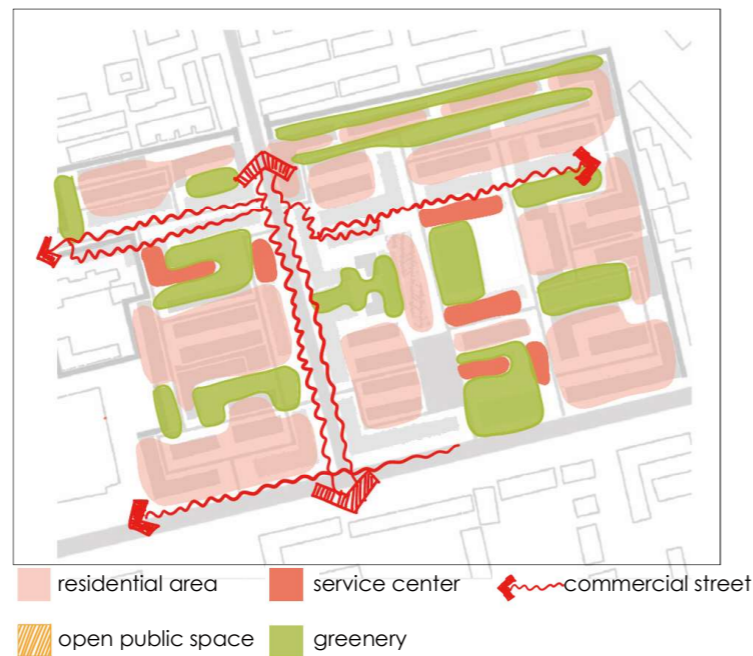 residential area
service center
commercial street
open public space
greenery